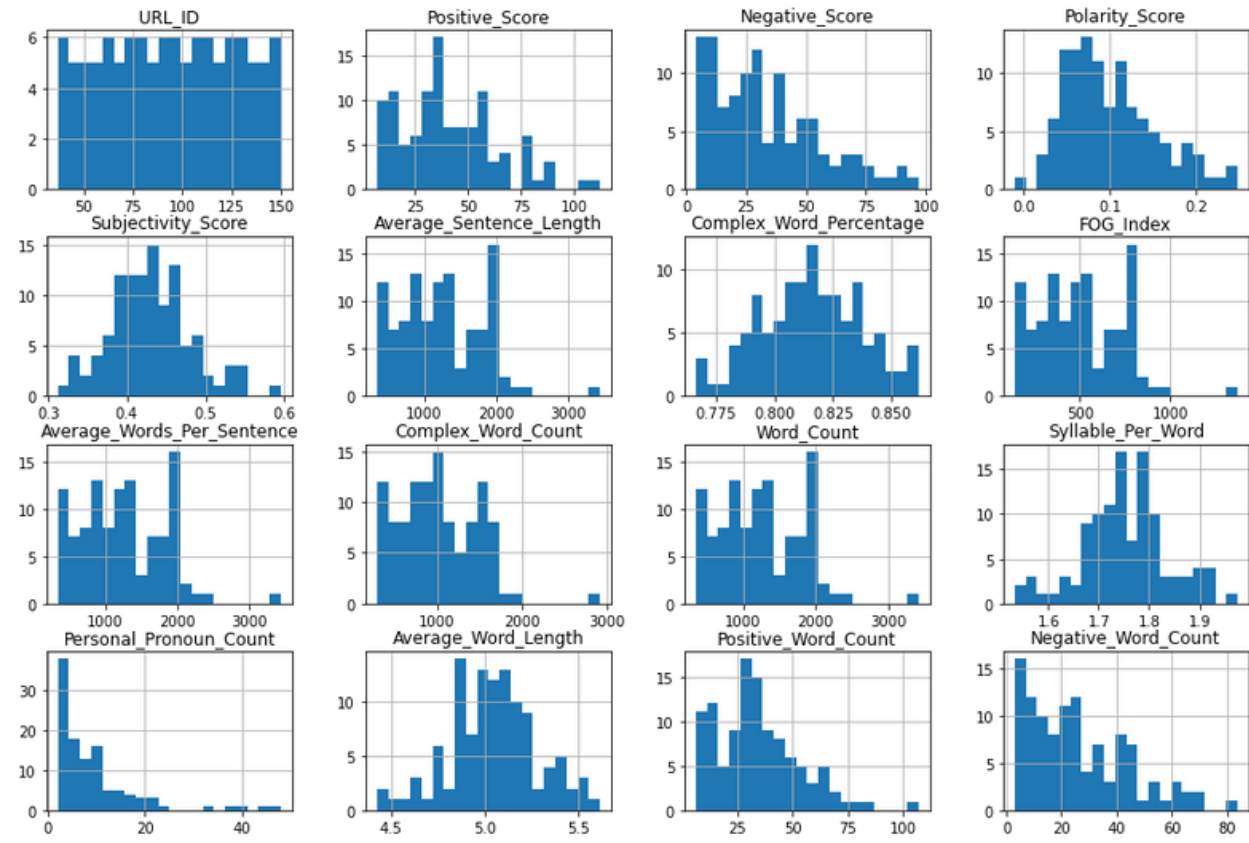 URL_ID Positive_Score Negative_Score Polarity_Score
6 4 2 0
15 10 5 0
10 5 0
10 5 0
50 75 100 125 150
25 50 75 100
0 25 50 75 100
0.0 0.1 0.2
Subjectivity_Score Average_Sentence_Length Complex_Word_Percentage FOG_Index
15 10 5 0
15 10 5 0
10 5 0
15 10 5 0
0.3 0.4 0.5 0.6
1000 2000 3000
0.775 0.800 0.825 0.850
500 1000
Average_Words_Per_Sentence Complex_Word_Count Word_Count Syllable_Per_Word
15 10 5 0
15 10 5 0
15 10 5 0
15 10 5 0
1000 2000 3000
1000 2000 3000
1000 2000 3000
1.6 1.7 1.8 1.9
Personal_Pronoun_Count Average_Word_Length Positive_Word_Count Negative_Word_Count
30 20 10 0
10 5 0
15 10 5 0
15 10 5 0
0 20 40
4.5 5.0 5.5
25 50 75 100
0 20 40 60 80